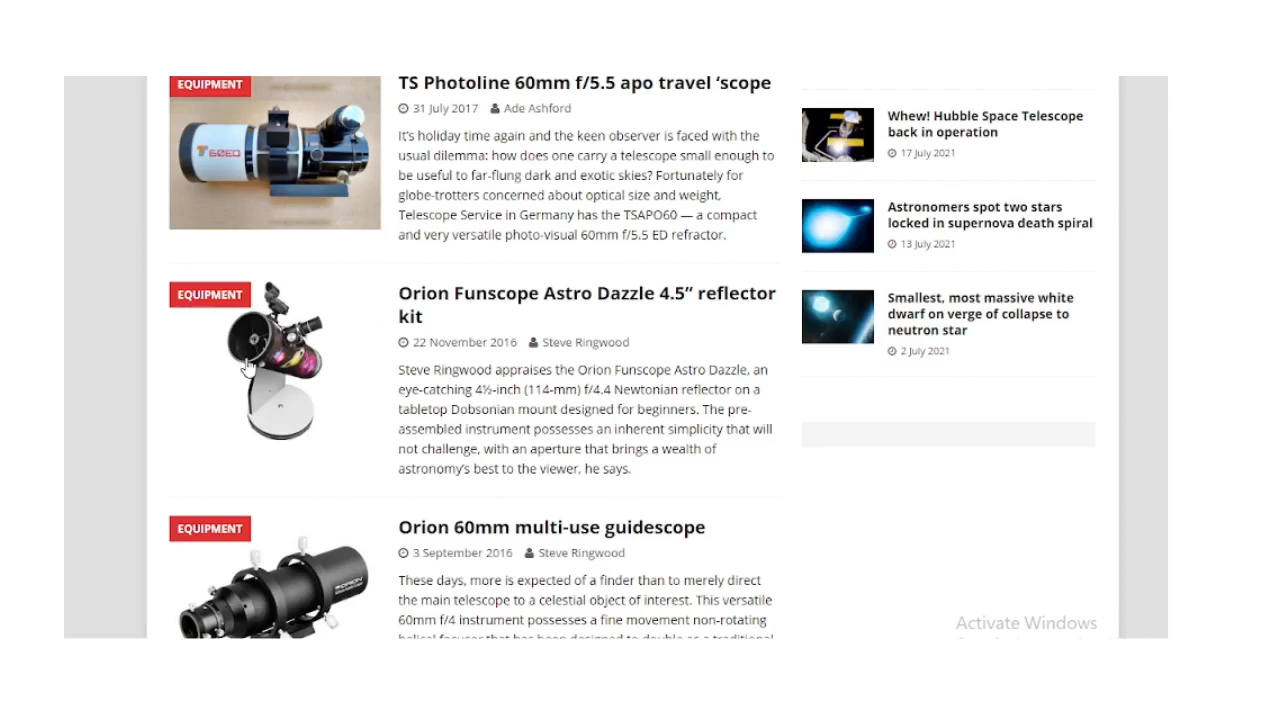 EQUIPMENT
TS Photoline 60mm f/5.5 apo travel ‘scope
31 July 2017 Ade Ashford
It’s holiday time again and the keen observer is faced with the
usual dilemma: how does one carry a telescope small enough to
be useful to far-flung dark and exotic skies? Fortunately for
globe-trotters concerned about optical size and weight,
Telescope Service in Germany has the TSAPO60 — a compact
and very versatile photo-visual 60mm f/5.5 ED refractor.
EQUIPMENT
Orion Funscope Astro Dazzle 4.5” reflector
kit
22 November 2016 Steve Ringwood
Steve Ringwood appraises the Orion Funscope Astro Dazzle, an
eye-catching 4½-inch (114-mm) f/4.4 Newtonian reflector on a
tabletop Dobsonian mount designed for beginners. The pre-
assembled instrument possesses an inherent simplicity that will
not challenge, with an aperture that brings a wealth of
astronomy’s best to the viewer, he says.
EQUIPMENT
Orion 60mm multi-use guidescope
3 September 2016 Steve Ringwood
These days, more is expected of a finder than to merely direct
the main telescope to a celestial object of interest. This versatile
60mm f/4 instrument possesses a fine movement non-rotating
helical focuser that has been designed to double as a traditional
ORION
Whew! Hubble Space Telescope
back in operation
17 July 2021
Astronomers spot two stars
locked in supernova death spiral
13 July 2021
Smallest, most massive white
dwarf on verge of collapse to
neutron star
2 July 2021
Activate Windows